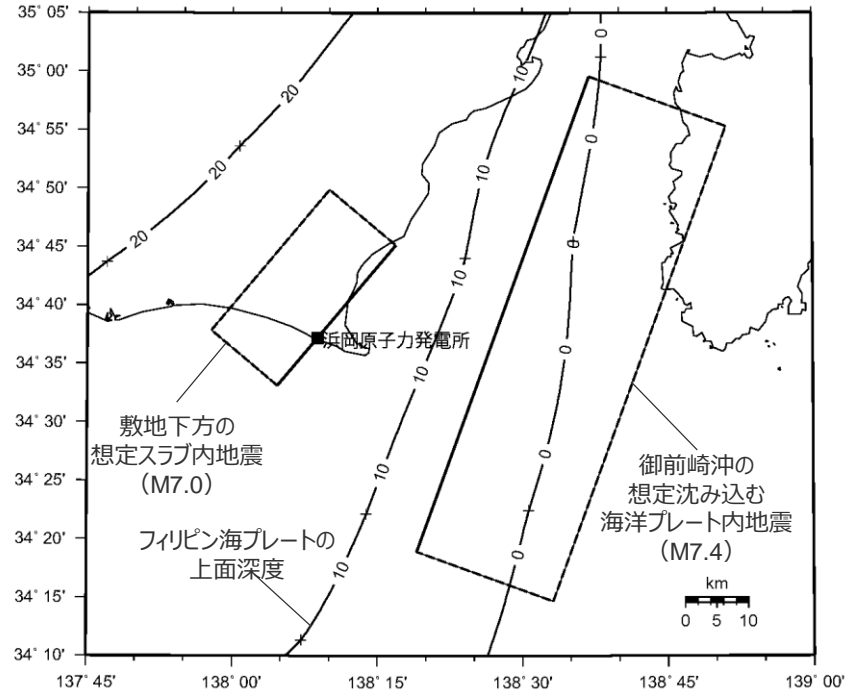 35° 05'
35° 00'
34° 55'
34° 50'
34° 45'
34° 40'
34° 35'
34° 30'
34° 25'
34° 20'
34° 15'
34° 10'
137° 45'
138° 00'
138° 15'
138° 30'
138° 45'
139° 00'
20
20
20
10
10
10
10
10
10
0
0
0
0
0
0
0
浜岡原子力発電所
敷地下方の
想定スラブ内地震
（M7.0）
フィリピン海プレートの
上面深度
御前崎沖の
想定沈み込む
海洋プレート内地震
（M7.4）
km
0 5 10